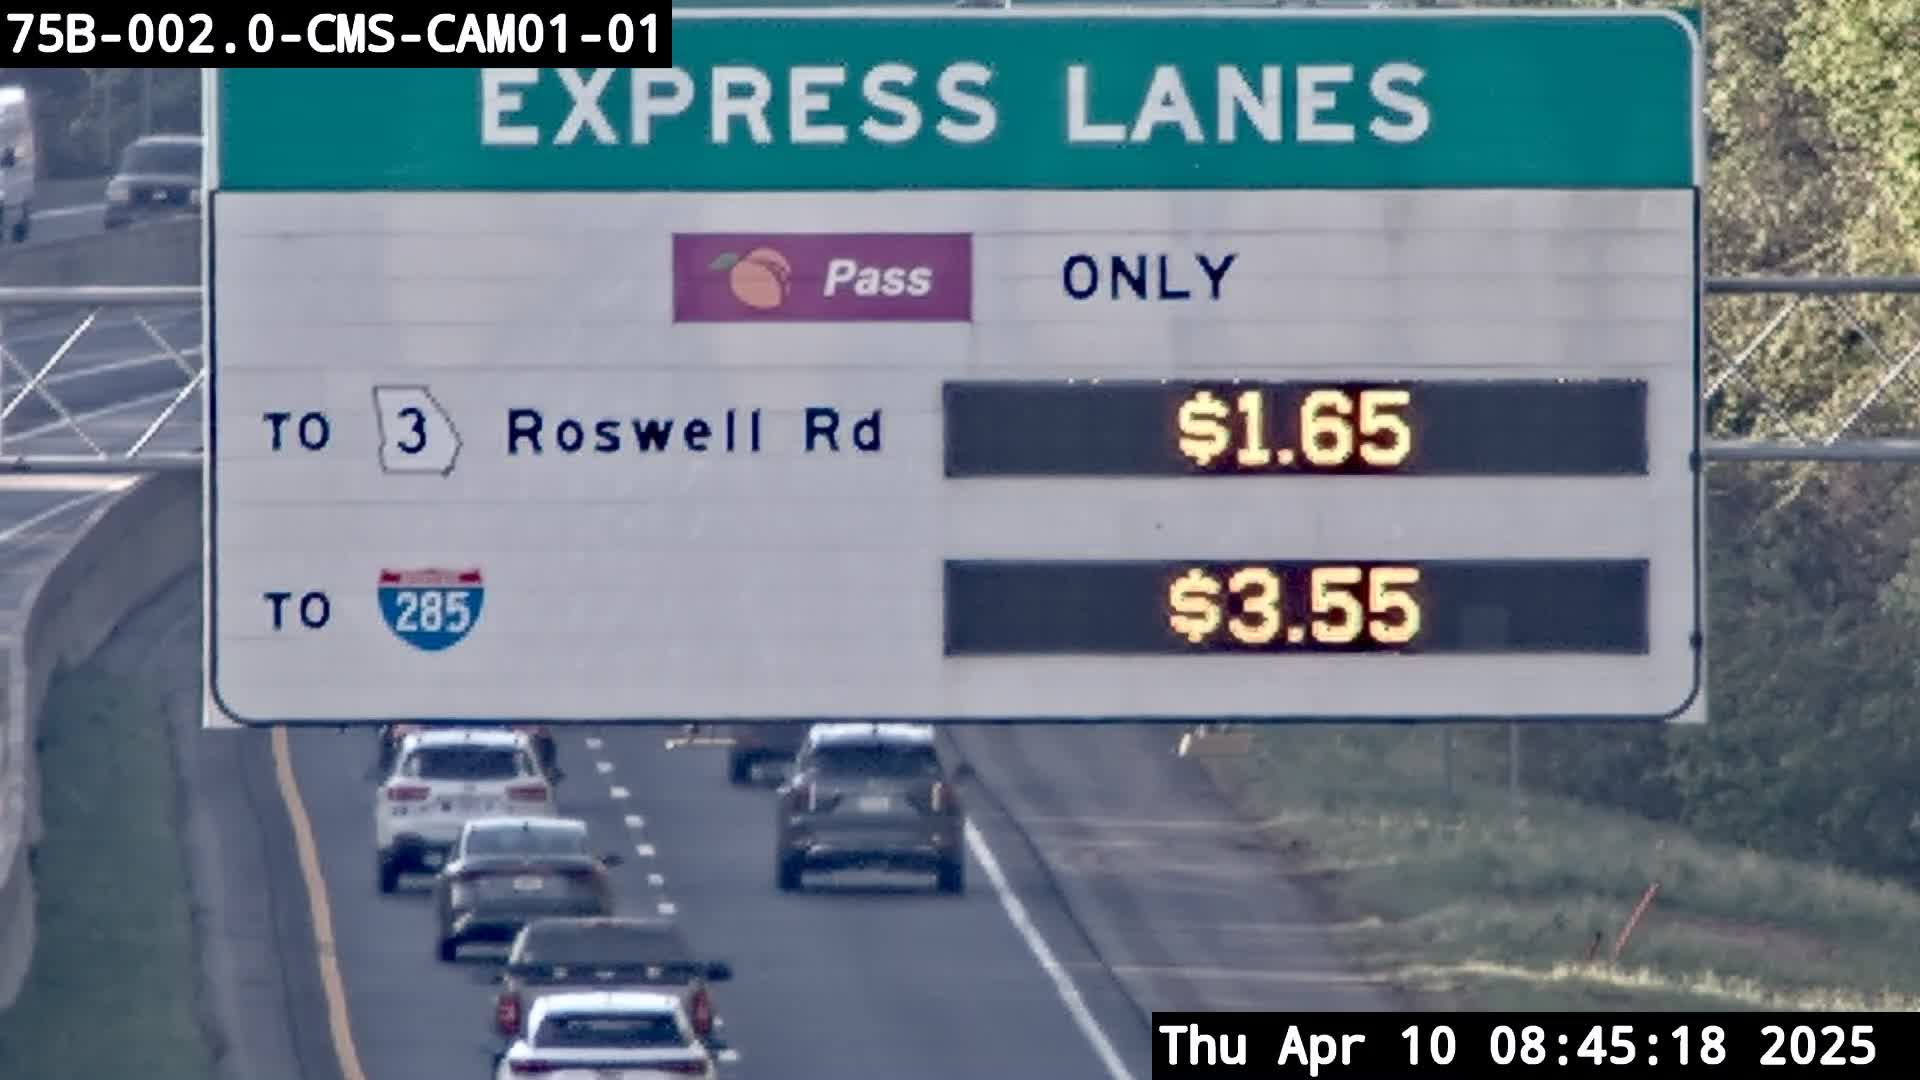 75B-002.0-CMS-CAM01-01
EXPRESS LANES
Pass ONLY
TO 3 Roswell Rd $1.65
TO 285 $3.55
Thu Apr 10 08:45:18 2025